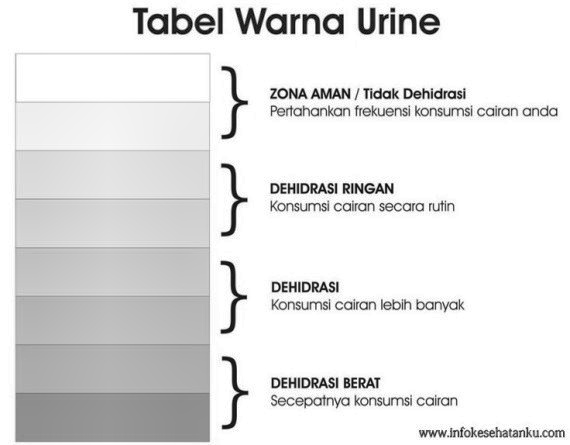 Tabel Warna Urine
ZONA AMAN / Tidak Dehidrasi
Pertahankan frekuensi konsumsi cairan anda
DEHIDRASI RINGAN
Konsumsi cairan secara rutin
DEHIDRASI
Konsumsi cairan lebih banyak
DEHIDRASI BERAT
Secepatnya konsumsi cairan
www.infokesehatanku.com